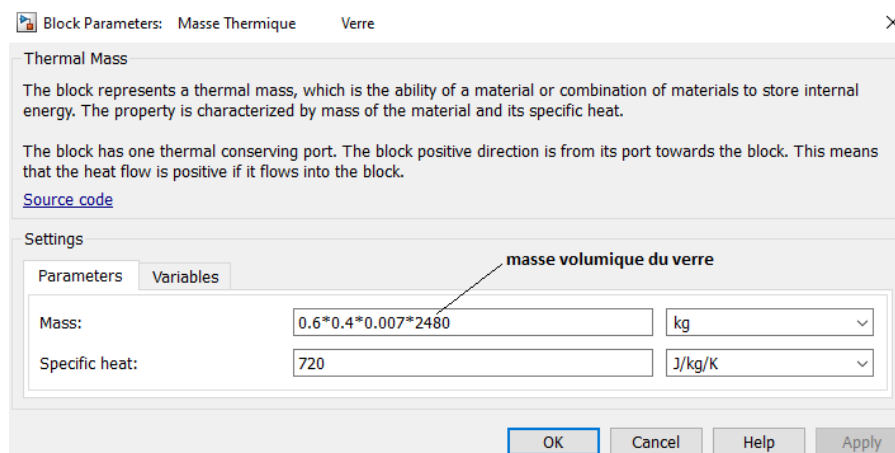 Block Parameters: Masse Thermique Verre
Thermal Mass
The block represents a thermal mass, which is the ability of a material or combination of materials to store internal
energy. The property is characterized by mass of the material and its specific heat.
The block has one thermal conserving port. The block positive direction is from its port towards the block. This means
that the heat flow is positive if it flows into the block.
Source code
Settings
masse volumique du verre
Parameters Variables
Mass: 0.6*0.4*0.007*2480 kg
Specific heat: 720 J/kg/K
OK Cancel Help Apply